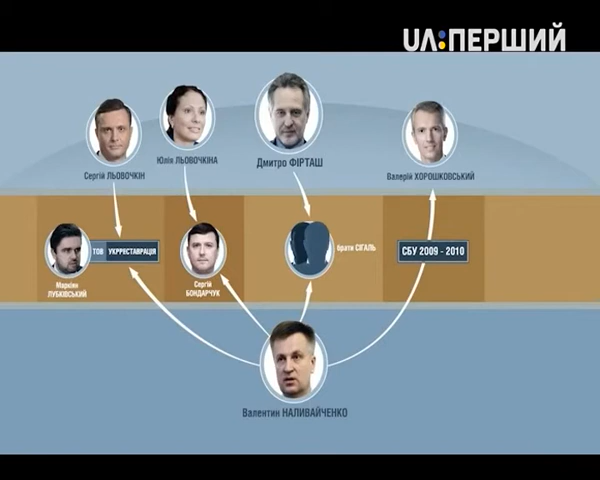 UA:ПЕРШИЙ
Сергій ЛЬОВОЧКІН
Юлія ЛЬОВОЧКІНА
Дмитро ФІРТАШ
Валерій ХОРОШКОВСЬКИЙ
ТОВ УКРРЕСТАВРАЦІЯ
брати СІГАЛЬ
СБУ 2009 - 2010
Маркіян
ЛУБКІВСЬКИЙ
Сергій
БОНДАРЧУК
Валентин НАЛИВАЙЧЕНКО